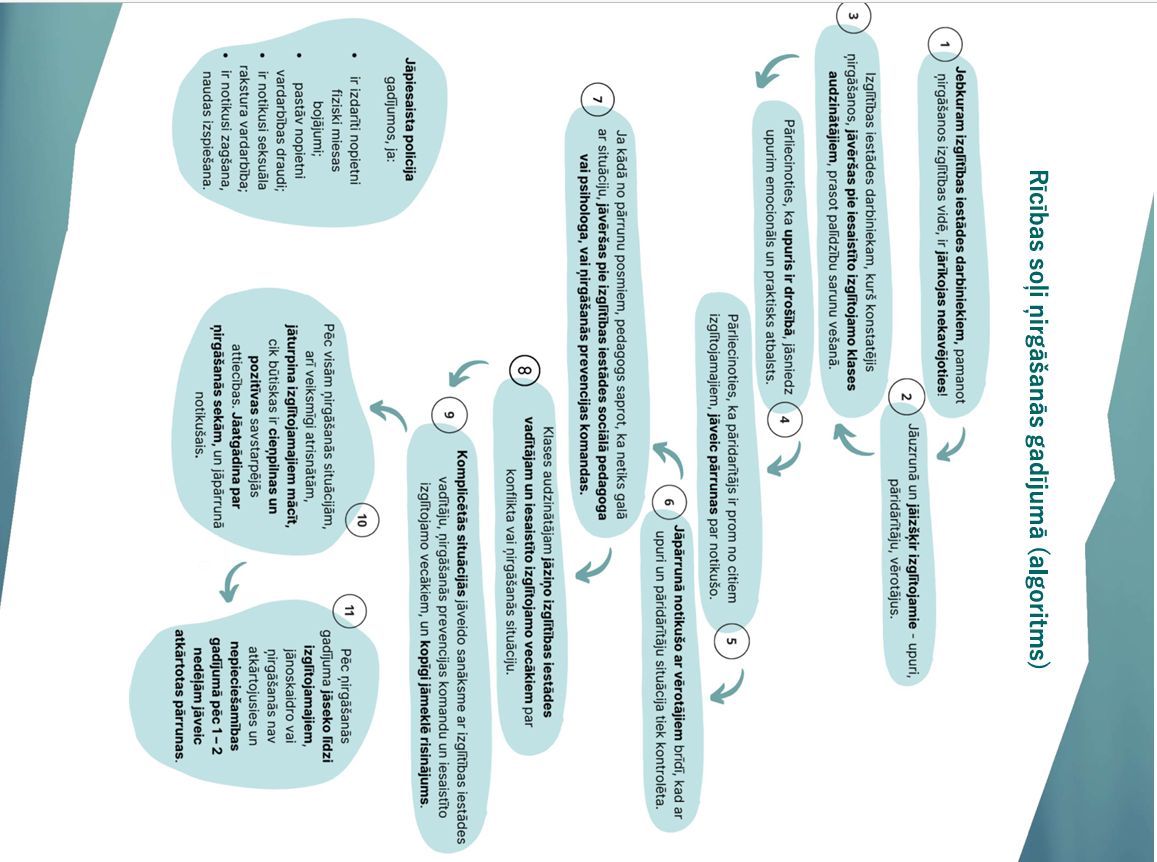 Rīcības soļi ņirgāšanās gadījumā (algoritms)
1
Jebkuram izglītības iestādes darbiniekiem, pamanot
ņirgāšanos izglītības vidē, ir jārīkojas nekavējoties!
2
Jāuzrunā un jāizšķir izglītojamie - upuri,
pāridārītāju, vērotājus.
3
Izglītības iestādes darbiniekam, kurš konstatējis
ņirgāšanos, jāvēršas pie iesaistīto izglītojamo klases
audzinātājiem, prasot palīdzību sarunu vešanā.
Pārliecinoties, ka upuris ir drošībā, jāsniedz
upurim emocionāls un praktisks atbalsts.
4
Pārliecinoties, ka pāridarītājs ir prom no citiem
izglītojamajiem, jāveic pārrunas par notikušo.
5
6
Jāpārrunā notikušo ar vērotājiem brīdī, kad ar
upuri un pāridarītāju situācija tiek kontrolēta.
7
Ja kādā no pārrunu posmiem, pedagogs saprot, ka netiks galā
ar situāciju, jāvēršas pie izglītības iestādes sociālā pedagoga
vai psihologa, vai ņirgāšanās prevencijas komandas.
8
Klases audzinātājam jāziņo izglītības iestādes
vadītājam un iesaistīto izglītojamo vecākiem par
konflikta vai ņirgāšanās situāciju.
9
Komplicētās situācijās jāveido sanāksme ar izglītības iestādes
vadītāju, ņirgāšanās prevencijas komandu un iesaistīto
izglītojamo vecākiem, un kopīgi jāmeklē risinājums.
10
Pēc visām ņirgāšanās situācijām,
arī veiksmīgi atrisinātām,
jāturpina izglītojamajiem mācīt,
cik būtiskas ir cieņpilnas un
pozitīvas savstarpējās
attiecības. Jāatgādina par
ņirgāšanās sekām, un jāpārrunā
notikušais.
11
Pēc ņirgāšanās
gadījuma jāseko līdzi
izglītojamajiem,
jānoskaidro vai
ņirgāšanās nav
atkārtojusies un
nepieciešamības
gadījumā pēc 1 – 2
nedēļām jāveic
atkārtotas pārrunas.
Jāpiesaista policija
gadījumos, ja:
• ir izdarīti nopietni
fiziski miesas
bojājumi;
• pastāv nopietni
vardarbības draudi;
• ir notikusi seksuāla
rakstura vardarbība;
• ir notikusi zagšana,
naudas izspiešana.